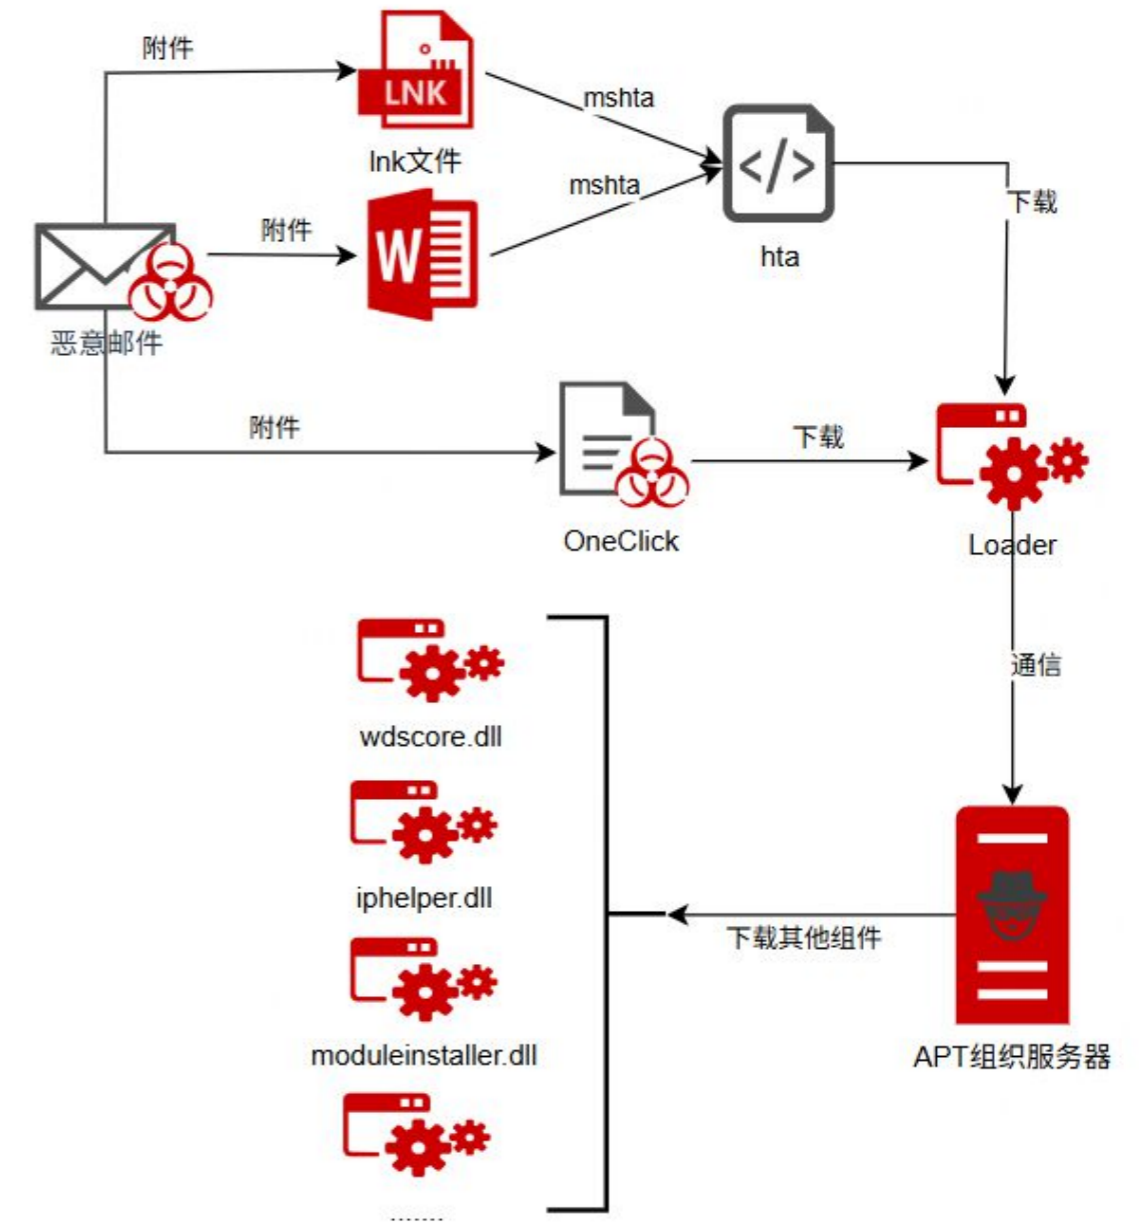 附件
LNK
lnk文件
mshta
附件
W
mshta
</>
hta
下载
恶意邮件
附件
OneClick
下载
Loader
通信
wdscore.dll
iphelper.dll
moduleinstaller.dll
.......
下载其他组件
APT组织服务器